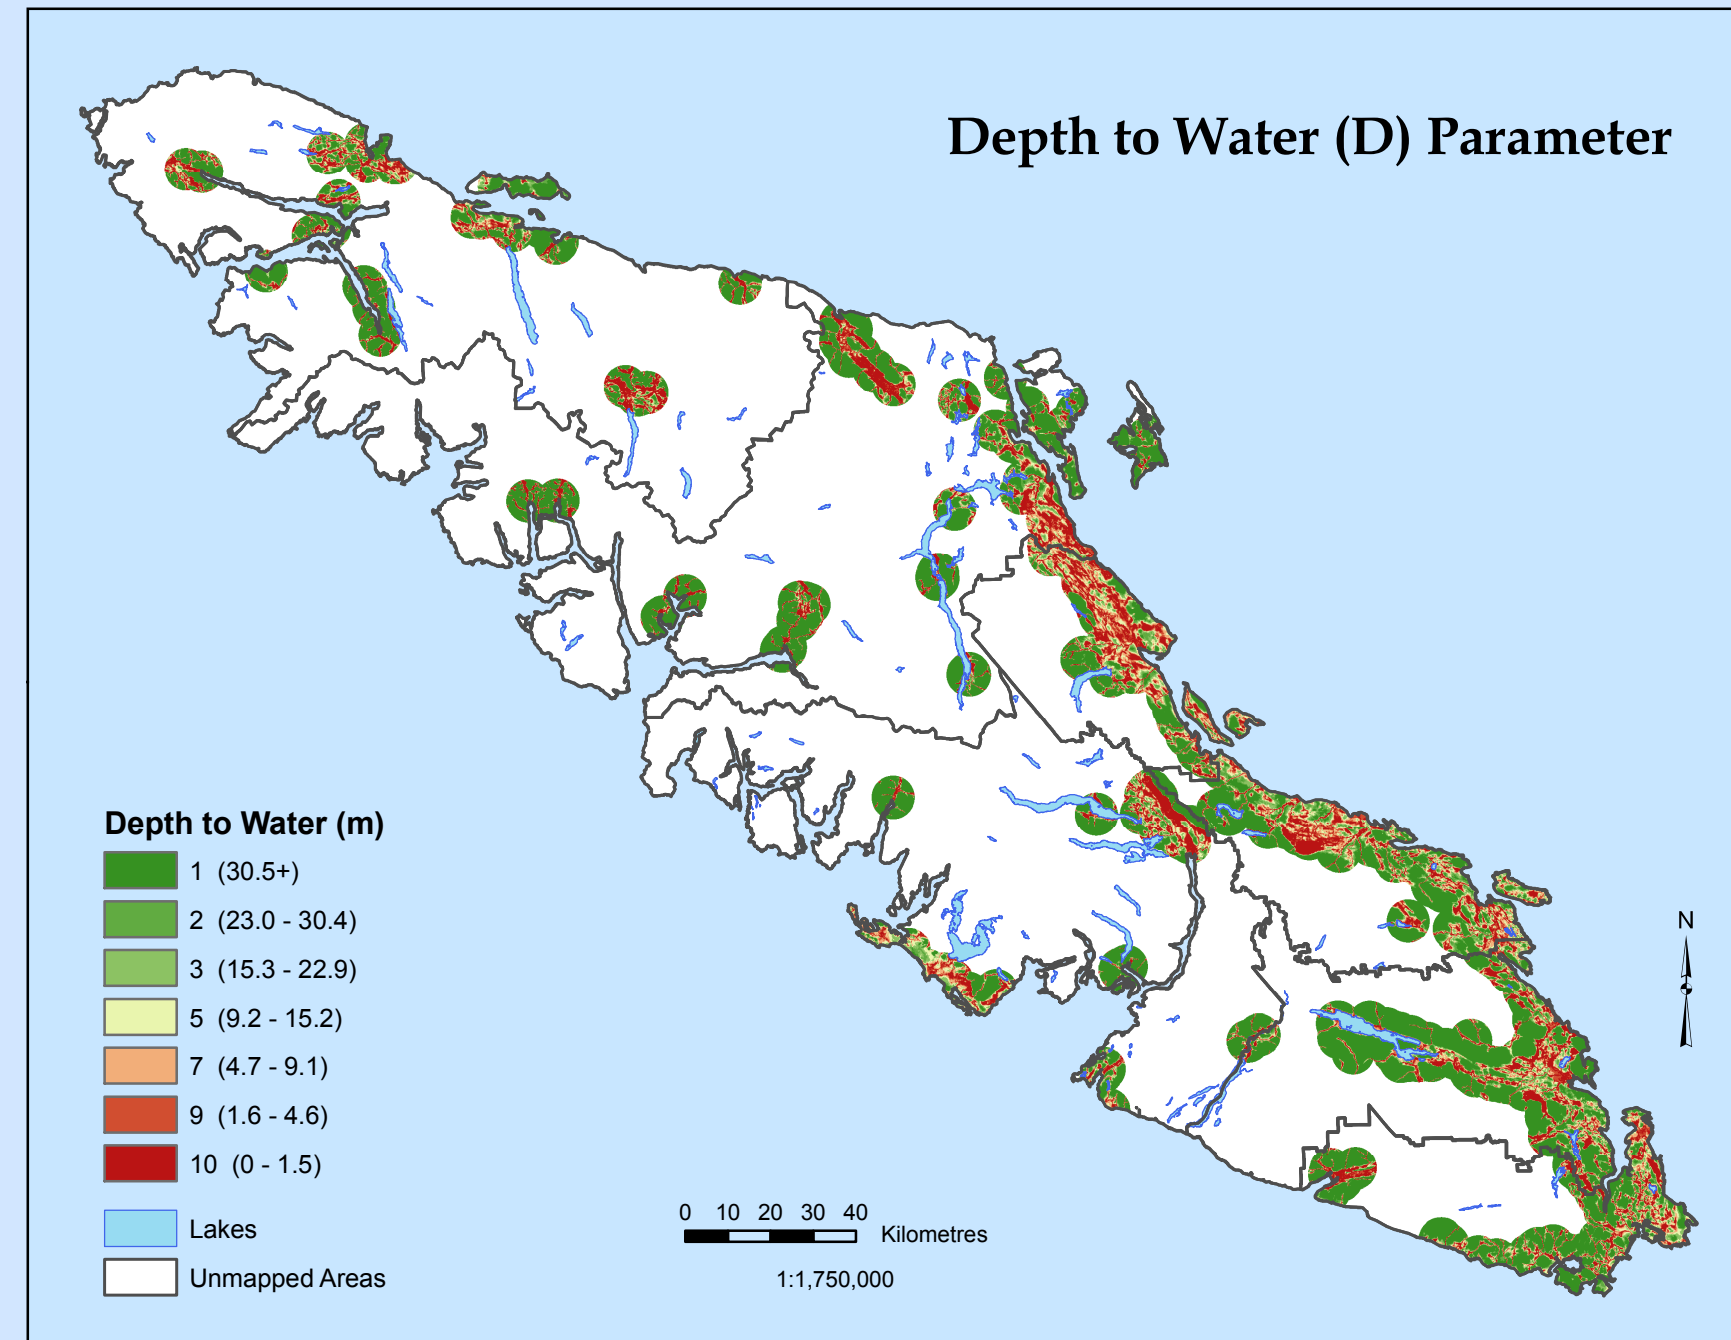 Depth to Water (D) Parameter
Depth to Water (m)
1 (30.5+)
2 (23.0 - 30.4)
3 (15.3 - 22.9)
5 (9.2 - 15.2)
7 (4.7 - 9.1)
9 (1.6 - 4.6)
10 (0 - 1.5)
Lakes
Unmapped Areas
0 10 20 30 40
Kilometres
1:1,750,000
N